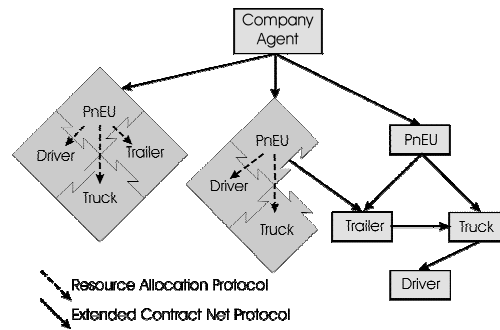 Company
Agent
PnEU
Driver
Trailer
Truck
PnEU
Driver
Truck
PnEU
Trailer
Truck
Driver
Resource Allocation Protocol
Extended Contract Net Protocol